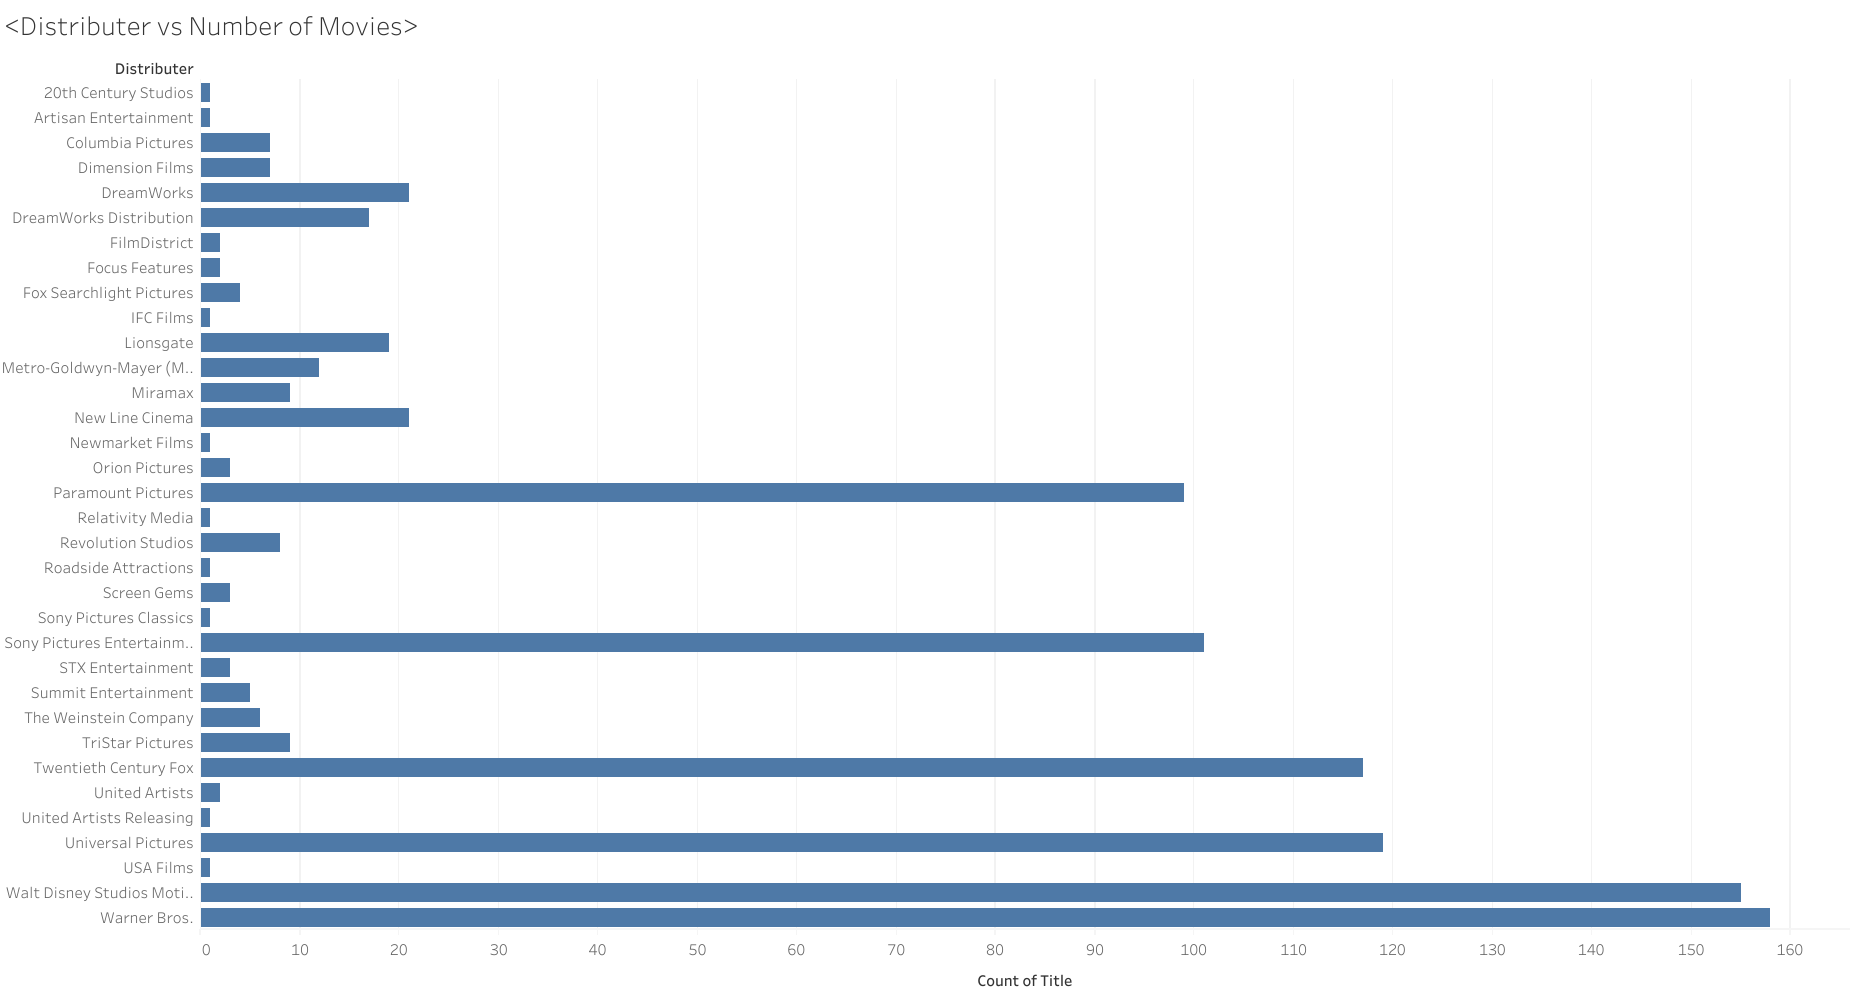 <Distributer vs Number of Movies>
Distributer
20th Century Studios
Artisan Entertainment
Columbia Pictures
Dimension Films
DreamWorks
DreamWorks Distribution
FilmDistrict
Focus Features
Fox Searchlight Pictures
IFC Films
Lionsgate
Metro-Goldwyn-Mayer (M..
Miramax
New Line Cinema
Newmarket Films
Orion Pictures
Paramount Pictures
Relativity Media
Revolution Studios
Roadside Attractions
Screen Gems
Sony Pictures Classics
Sony Pictures Entertainm..
STX Entertainment
Summit Entertainment
The Weinstein Company
TriStar Pictures
Twentieth Century Fox
United Artists
United Artists Releasing
Universal Pictures
USA Films
Walt Disney Studios Moti..
Warner Bros.
0 10 20 30 40 50 60 70 80 90 100 110 120 130 140 150 160
Count of Title